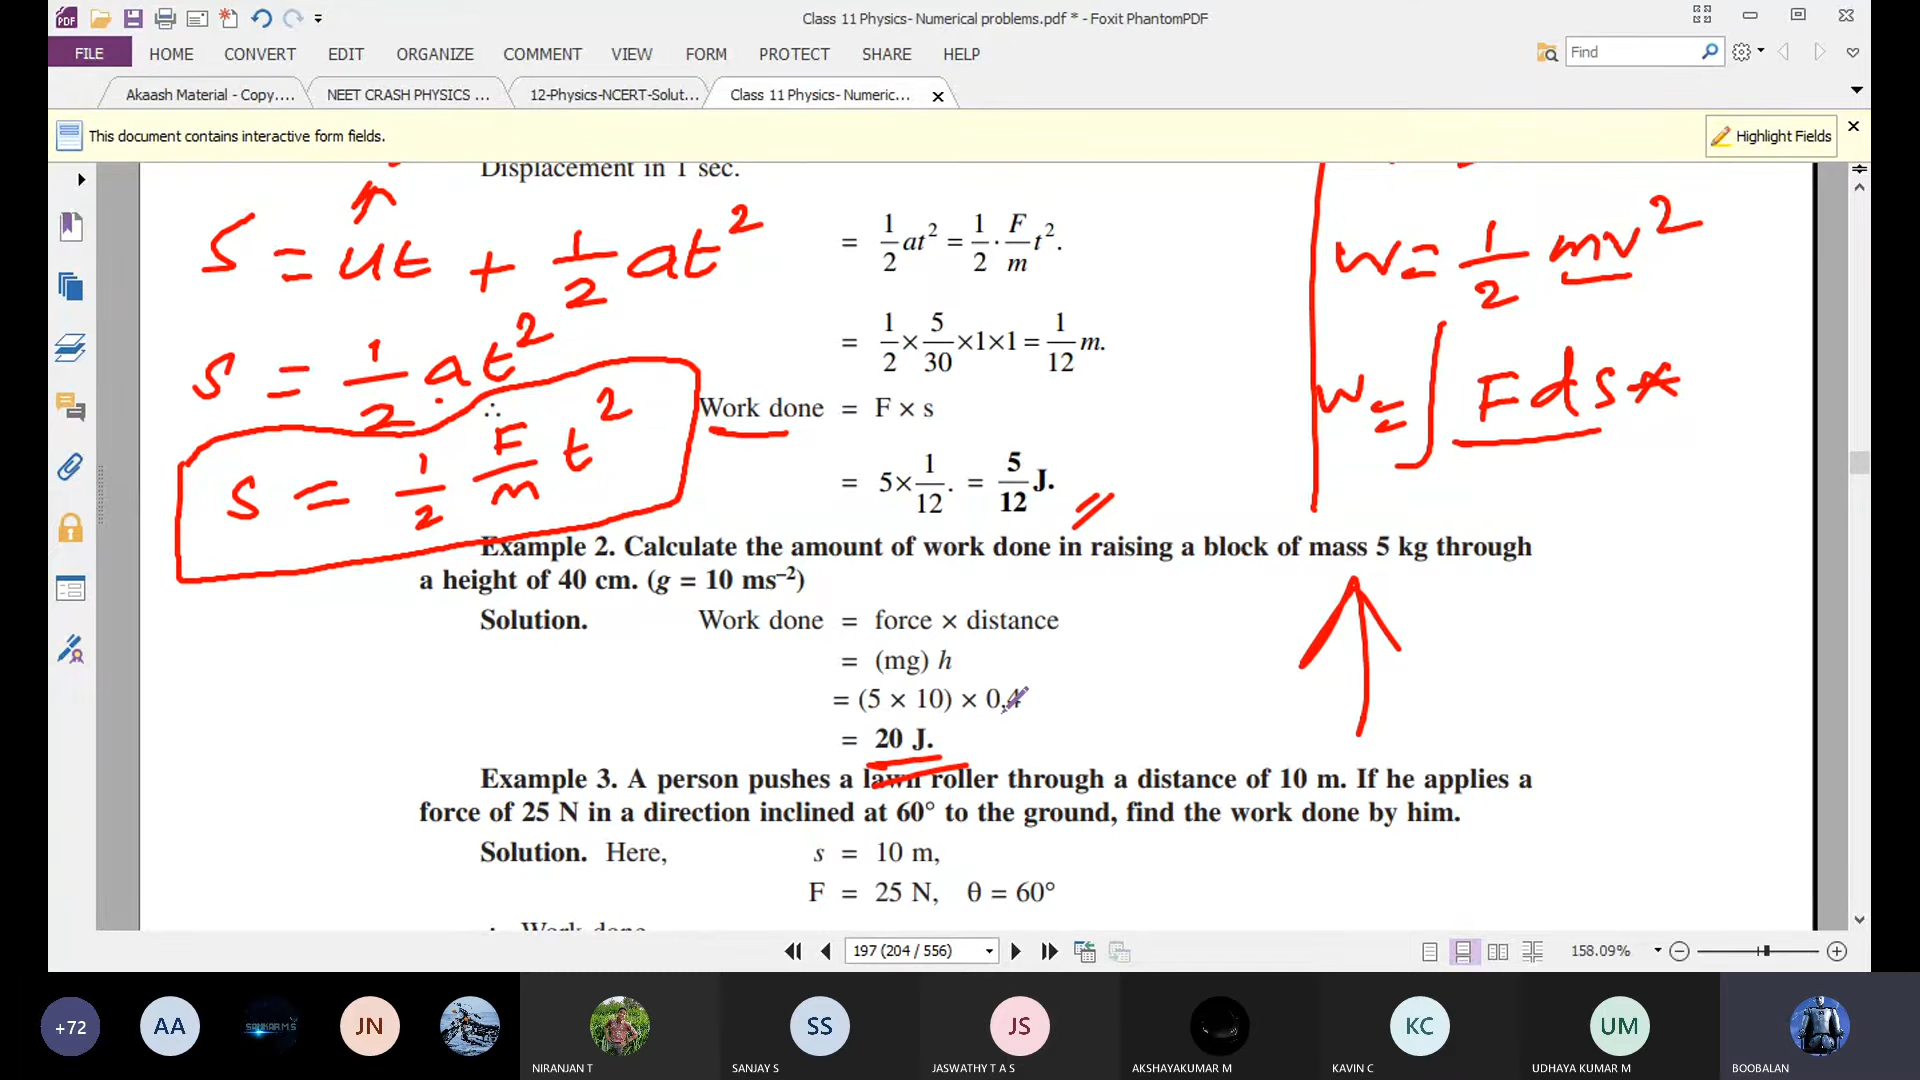 Class 11 Physics- Numerical problems.pdf * - Foxit PhantomPDF
FILE HOME CONVERT EDIT ORGANIZE COMMENT VIEW FORM PROTECT SHARE HELP Find
Akaash Material - Copy.... NEET CRASH PHYSICS ... 12-Physics-NCERT-Solut... Class 11 Physics- Numeric...
This document contains interactive form fields. Highlight Fields
Displacement in 1 sec.
= 1/2 at² = 1/2 · F/m t².
= 1/2 × 5/30 × 1 × 1 = 1/12 m.
∴ Work done = F × s
= 5 × 1/12. = 5/12 J.
S = ut + 1/2 at²
s = 1/2 at²
s = 1/2 F/m t²
W = 1/2 mv²
W = ∫ F ds
Example 2. Calculate the amount of work done in raising a block of mass 5 kg through
a height of 40 cm. (g = 10 ms⁻²)
Solution. Work done = force × distance
= (mg) h
= (5 × 10) × 0,4
= 20 J.
Example 3. A person pushes a lawn roller through a distance of 10 m. If he applies a
force of 25 N in a direction inclined at 60° to the ground, find the work done by him.
Solution. Here, s = 10 m,
F = 25 N, θ = 60°
∴ Work done
197 (204 / 556) 158.09%
+72 AA SANKAR M S JN SS JS KC UM
NIRANJAN T SANJAY S JASWATHY T A S AKSHAYAKUMAR M KAVIN C UDHAYA KUMAR M BOOBALAN